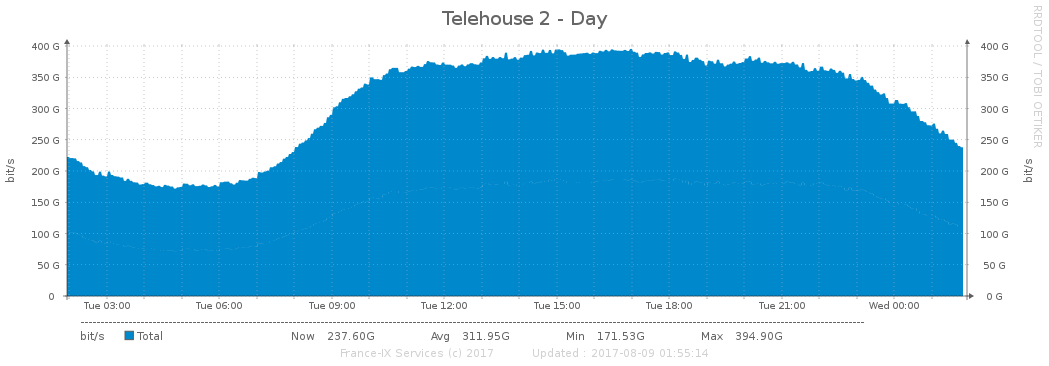 Telehouse 2 - Day
RRDTOOL / TOBI OETIKER
bit/s
400 G 400 G
350 G 350 G
300 G 300 G
250 G 250 G
200 G 200 G
150 G 150 G
100 G 100 G
50 G 50 G
0 0 G
bit/s
Tue 03:00 Tue 06:00 Tue 09:00 Tue 12:00 Tue 15:00 Tue 18:00 Tue 21:00 Wed 00:00
bit/s Total Now 237.60G Avg 311.95G Min 171.53G Max 394.90G
France-IX Services (c) 2017 Updated : 2017-08-09 01:55:14